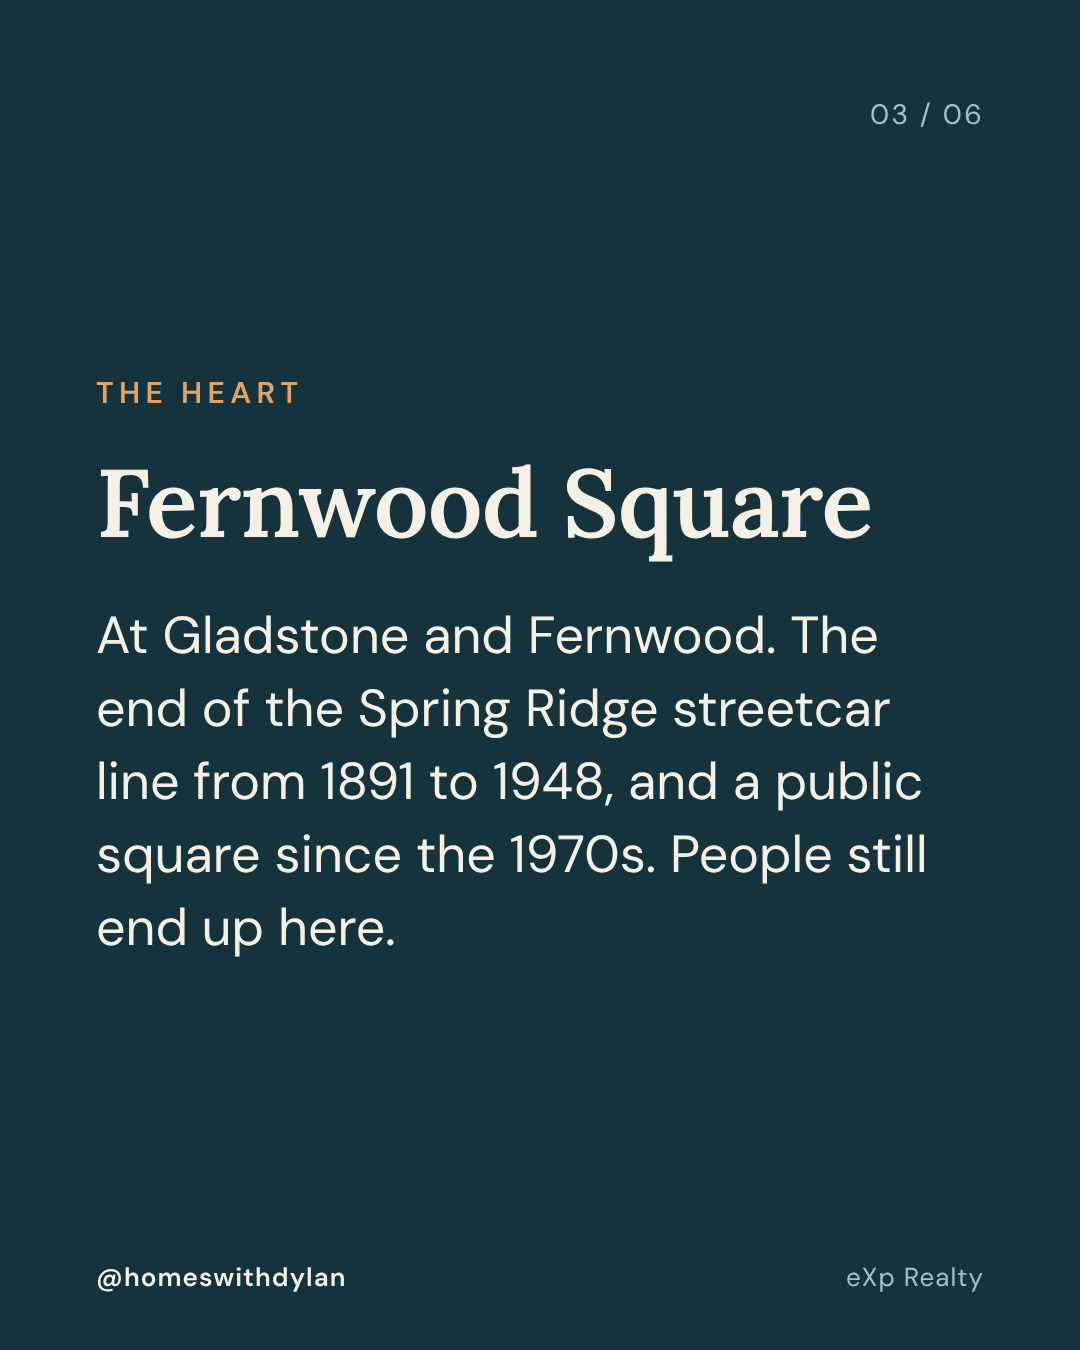 03 / 06
THE HEART
Fernwood Square
At Gladstone and Fernwood. The
end of the Spring Ridge streetcar
line from 1891 to 1948, and a public
square since the 1970s. People still
end up here.
@homeswithdylan
eXp Realty